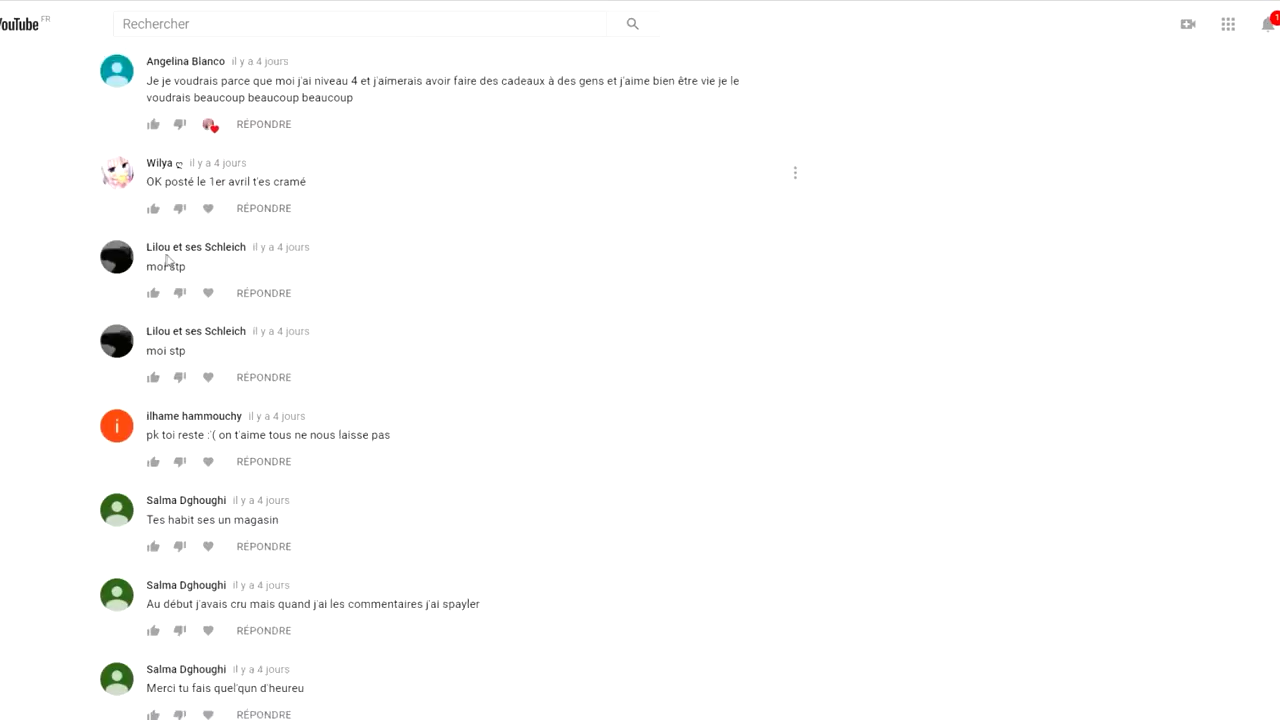 YouTube FR
Rechercher
1
Angelina Blanco il y a 4 jours
Je je voudrais parce que moi j'ai niveau 4 et j'aimerais avoir faire des cadeaux à des gens et j'aime bien être vie je le
voudrais beaucoup beaucoup beaucoup
RÉPONDRE
Wilya ღ il y a 4 jours
OK posté le 1er avril t'es cramé
RÉPONDRE
Lilou et ses Schleich il y a 4 jours
moi stp
RÉPONDRE
Lilou et ses Schleich il y a 4 jours
moi stp
RÉPONDRE
i
ilhame hammouchy il y a 4 jours
pk toi reste :'( on t'aime tous ne nous laisse pas
RÉPONDRE
Salma Dghoughi il y a 4 jours
Tes habit ses un magasin
RÉPONDRE
Salma Dghoughi il y a 4 jours
Au début j'avais cru mais quand j'ai les commentaires j'ai spayler
RÉPONDRE
Salma Dghoughi il y a 4 jours
Merci tu fais quel'qun d'heureu
RÉPONDRE